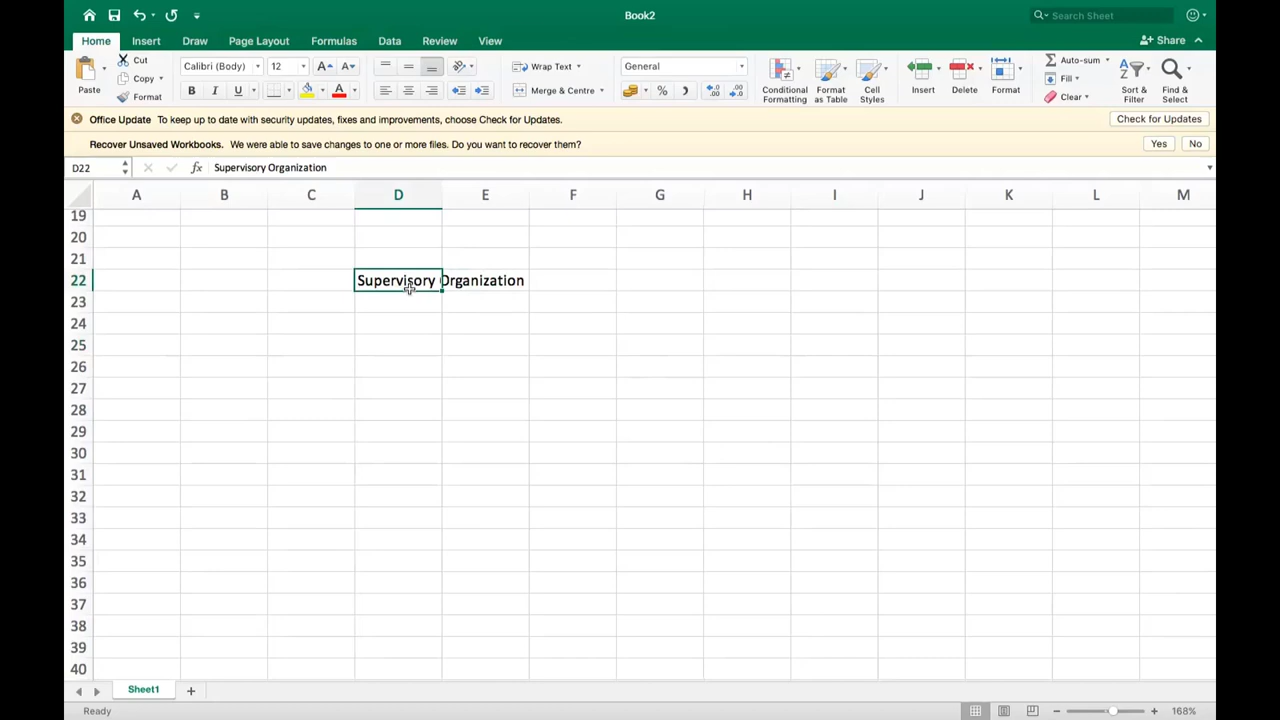 Book2
Search Sheet
Home Insert Draw Page Layout Formulas Data Review View
Share
Paste
Cut
Copy
Format
Calibri (Body) 12 A A
B I U A
Wrap Text
Merge & Centre
General
%
Conditional Formatting
Format as Table
Cell Styles
Insert
Delete
Format
Auto-sum
Fill
Clear
Sort & Filter
Find & Select
Office Update To keep up to date with security updates, fixes and improvements, choose Check for Updates. Check for Updates
Recover Unsaved Workbooks. We were able to save changes to one or more files. Do you want to recover them? Yes No
D22 fx Supervisory Organization
A B C D E F G H I J K L M
19
20
21
22 Supervisory Organization
23
24
25
26
27
28
29
30
31
32
33
34
35
36
37
38
39
40
Sheet1 +
Ready 168%